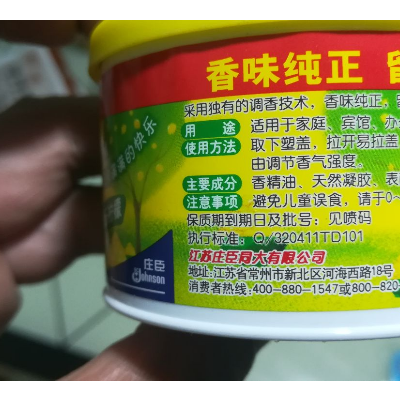 香味纯正
采用独有的调香技术，香味纯正，
的快乐
用 途 适用于家庭、宾馆、办
使用方法 取下塑盖，拉开易拉盖
由调节香气强度。
主要成分 香精油、天然凝胶、表
注意事项 避免儿童误食，请于0~
保质期到期日及批号：见喷码
执行标准：Q/320411TD101
庄臣
Johnson
江苏庄臣同大有限公司
地址：江苏省常州市新北区河海西路18号
消费者热线：400-880-1547或800-820